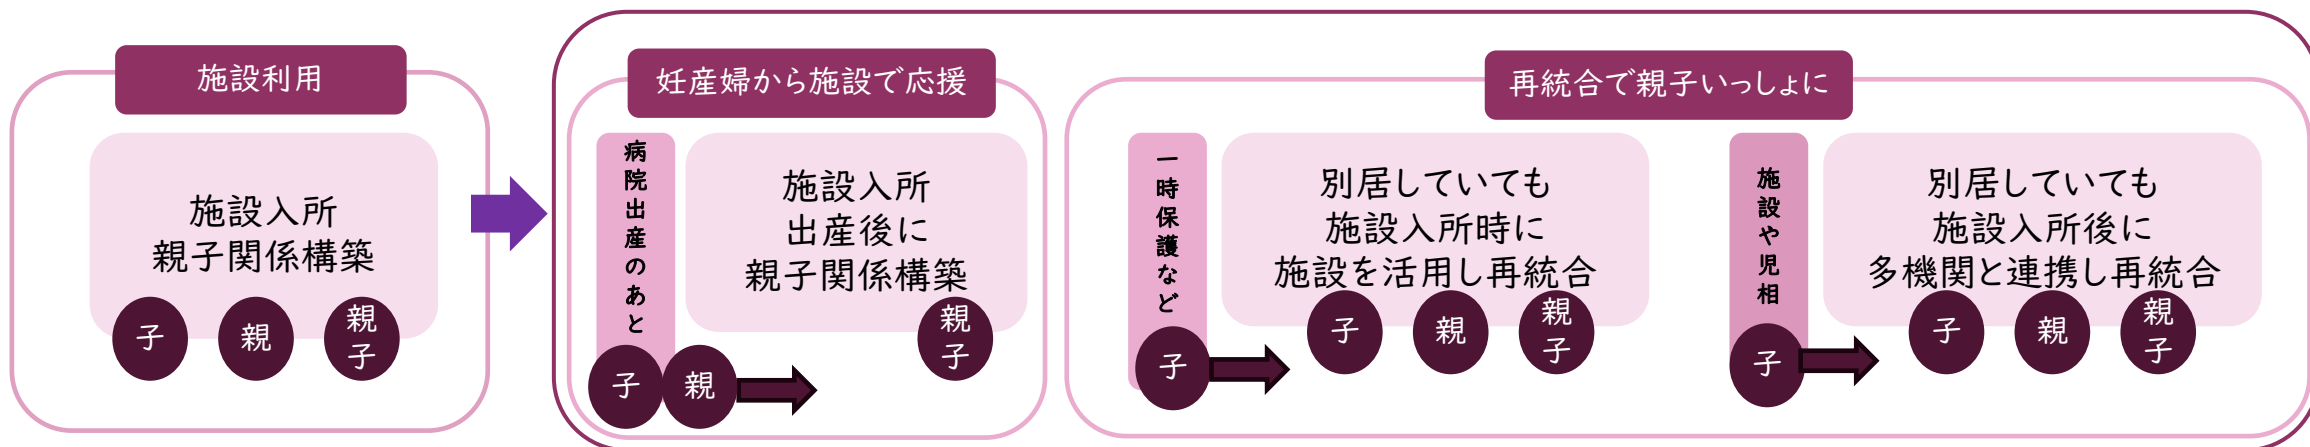 施設利用
施設入所
親子関係構築
子
親
親
子
妊産婦から施設で応援
病院出産のあと
施設入所
出産後に
親子関係構築
子
親
親
子
再統合で親子いっしょに
一時保護など
別居していても
施設入所時に
施設を活用し再統合
子
子
親
親
子
施設や児相
別居していても
施設入所後に
多機関と連携し再統合
子
子
親
親
子